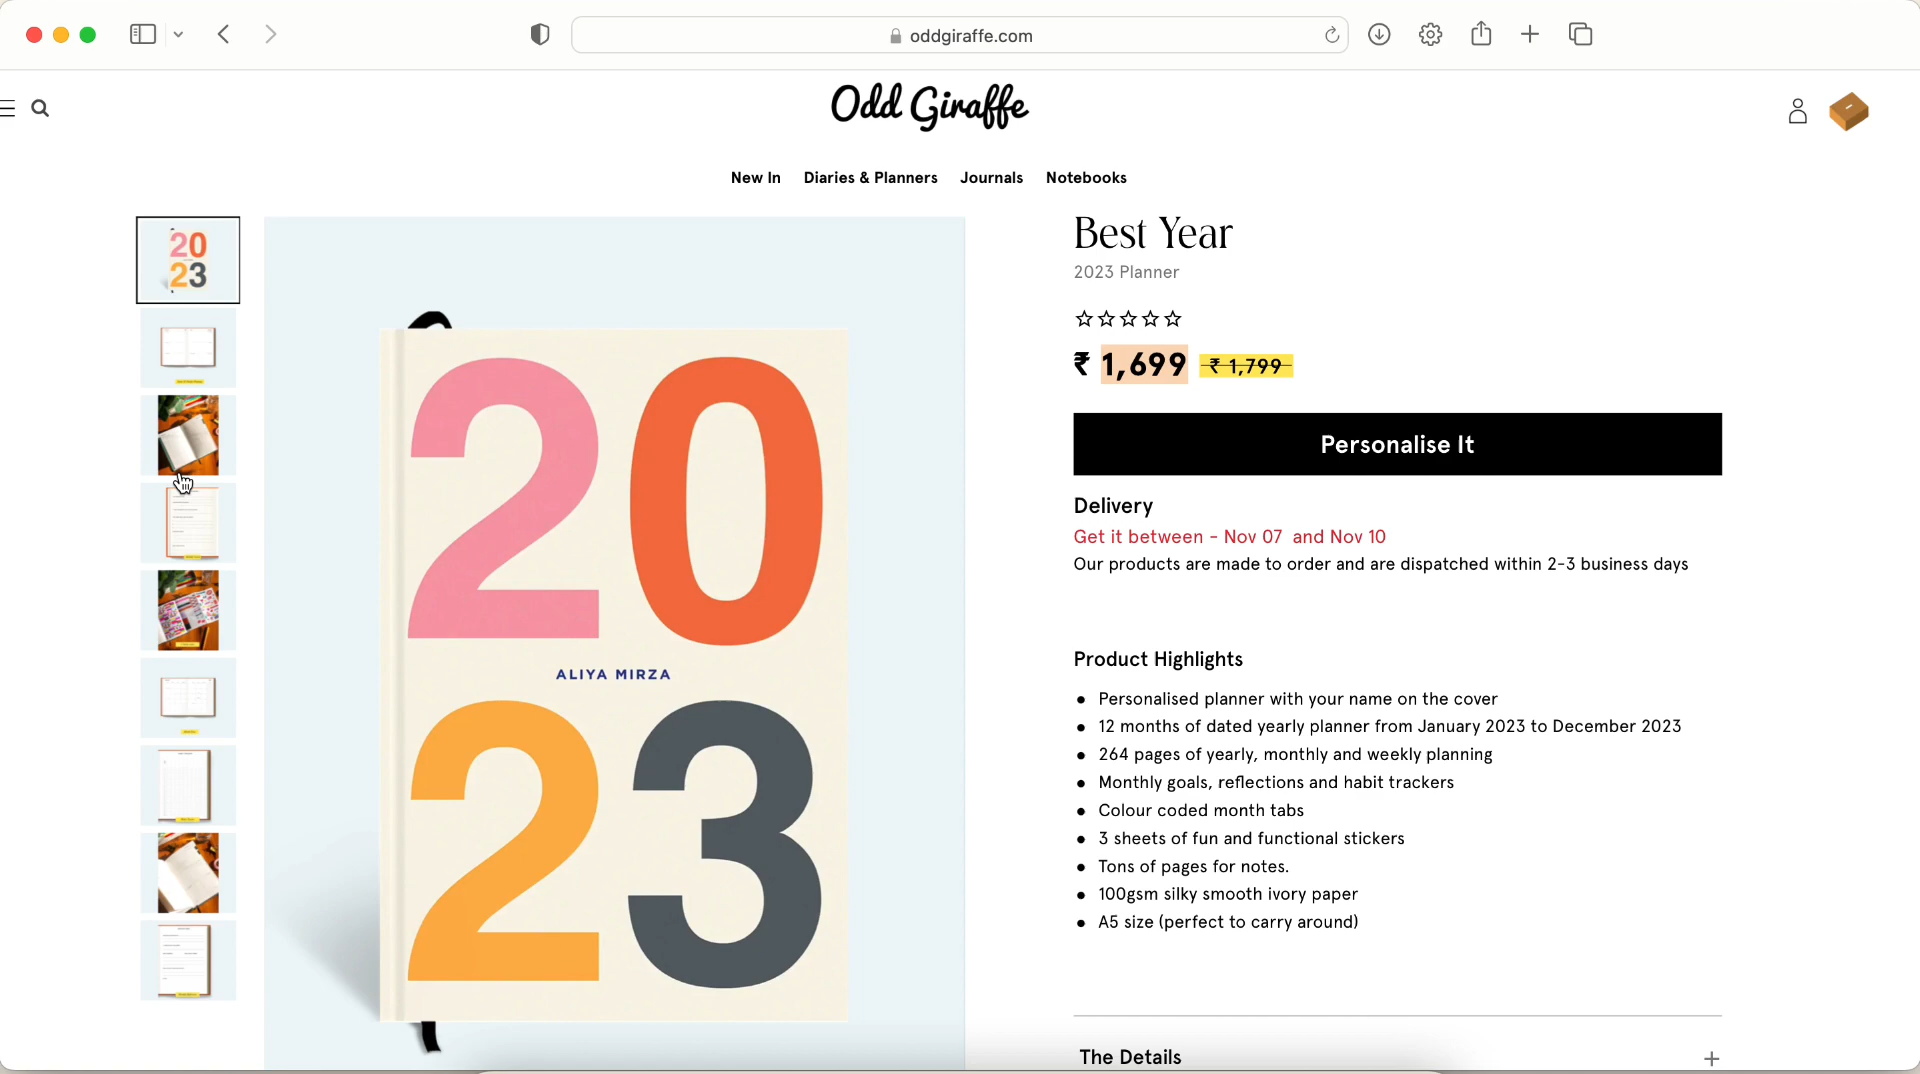 oddgiraffe.com
Odd Giraffe
New In Diaries & Planners Journals Notebooks
20
23
20
ALIYA MIRZA
23
Best Year
2023 Planner
₹ 1,699 ₹ 1,799
Personalise It
Delivery
Get it between - Nov 07 and Nov 10
Our products are made to order and are dispatched within 2-3 business days
Product Highlights
Personalised planner with your name on the cover
12 months of dated yearly planner from January 2023 to December 2023
264 pages of yearly, monthly and weekly planning
Monthly goals, reflections and habit trackers
Colour coded month tabs
3 sheets of fun and functional stickers
Tons of pages for notes.
100gsm silky smooth ivory paper
A5 size (perfect to carry around)
The Details